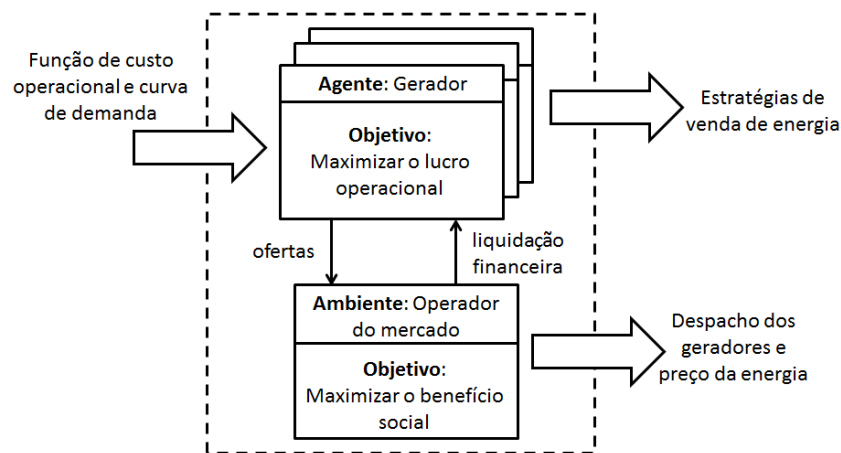 Função de custo
operacional e curva
de demanda
Agente: Gerador
Objetivo:
Maximizar o lucro
operacional
Estratégias de
venda de energia
ofertas
liquidação
financeira
Ambiente: Operador
do mercado
Objetivo:
Maximizar o benefício
social
Despacho dos
geradores e
preço da energia